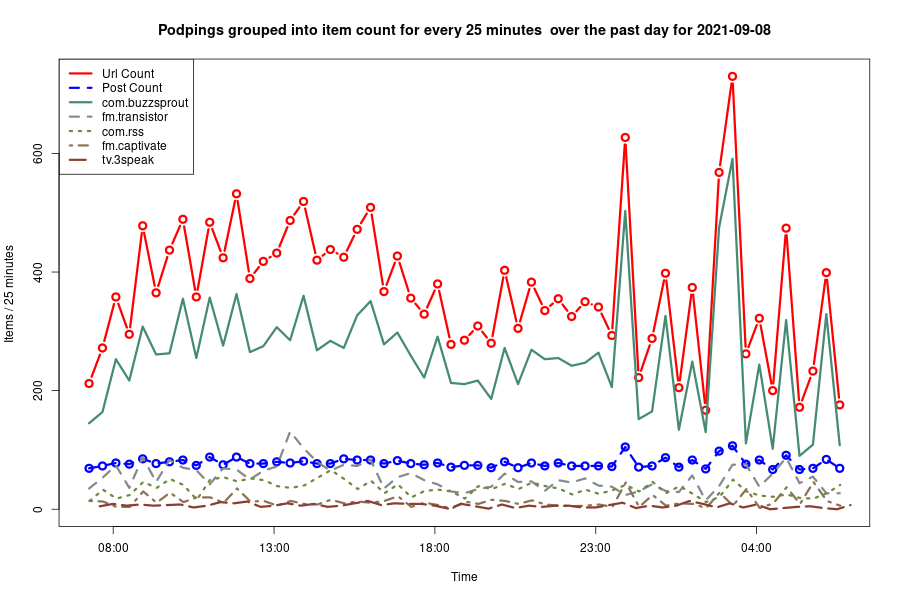 Podpings grouped into item count for every 25 minutes  over the past day for 2021-09-08
Url Count
Post Count
com.buzzsprout
fm.transistor
com.rss
fm.captivate
tv.3speak
Items / 25 minutes
600
400
200
0
08:00 13:00 18:00 23:00 04:00
Time